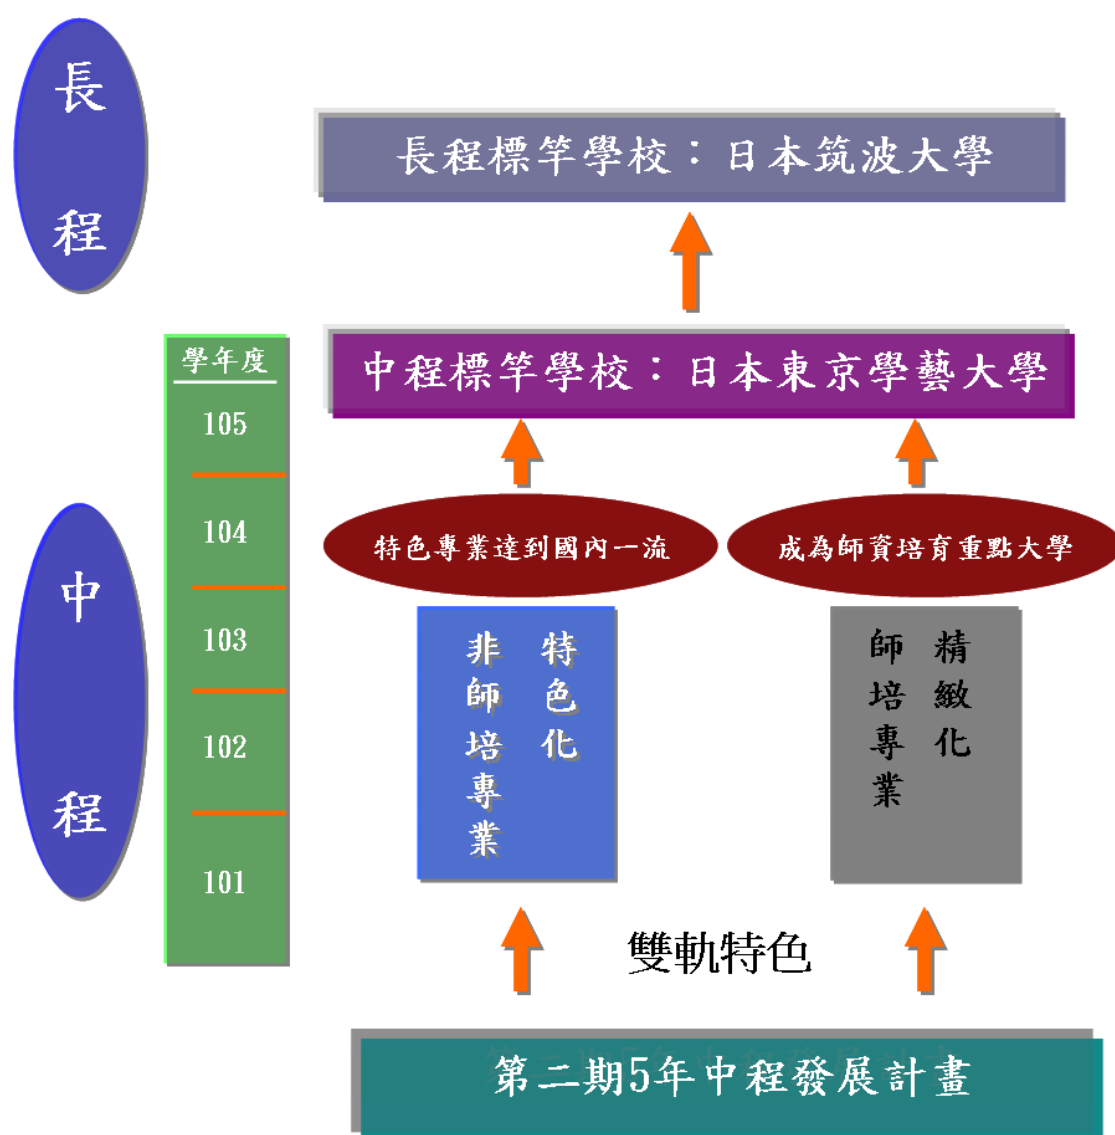 長程
長程標竿學校：日本筑波大學
中程標竿學校：日本東京學藝大學
學年度
105
104
103
102
101
中程
特色專業達到國內一流
成為師資培育重點大學
特色化
非師培專業
精緻化
師培專業
雙軌特色
第二期5年中程發展計畫